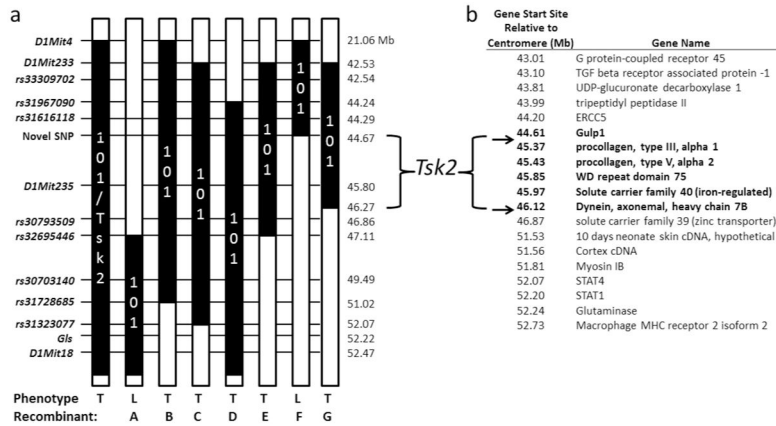 a
D1Mit4
21.06 Mb
D1Mit233
42.53
rs33309702
42.54
rs31967090
44.24
rs31616118
44.29
Novel SNP
44.67
D1Mit235
45.80
46.27
rs30793509
46.86
rs32695446
47.11
rs30703140
49.49
rs31728685
51.02
rs31323077
52.07
Gls
52.22
D1Mit18
52.47
101/Tsk2
101
101
101
101
101
101
101
Phenotype T L T T T T L T
Recombinant: A B C D E F G
Tsk2
b
Gene Start Site
Relative to
Centromere (Mb) Gene Name
43.01 G protein-coupled receptor 45
43.10 TGF beta receptor associated protein -1
43.81 UDP-glucuronate decarboxylase 1
43.99 tripeptidyl peptidase II
44.20 ERCC5
44.61 Gulp1
45.37 procollagen, type III, alpha 1
45.43 procollagen, type V, alpha 2
45.85 WD repeat domain 75
45.97 Solute carrier family 40 (iron-regulated)
46.12 Dynein, axonemal, heavy chain 7B
46.87 solute carrier family 39 (zinc transporter)
51.53 10 days neonate skin cDNA, hypothetical
51.56 Cortex cDNA
51.81 Myosin IB
52.07 STAT4
52.20 STAT1
52.24 Glutaminase
52.73 Macrophage MHC receptor 2 isoform 2